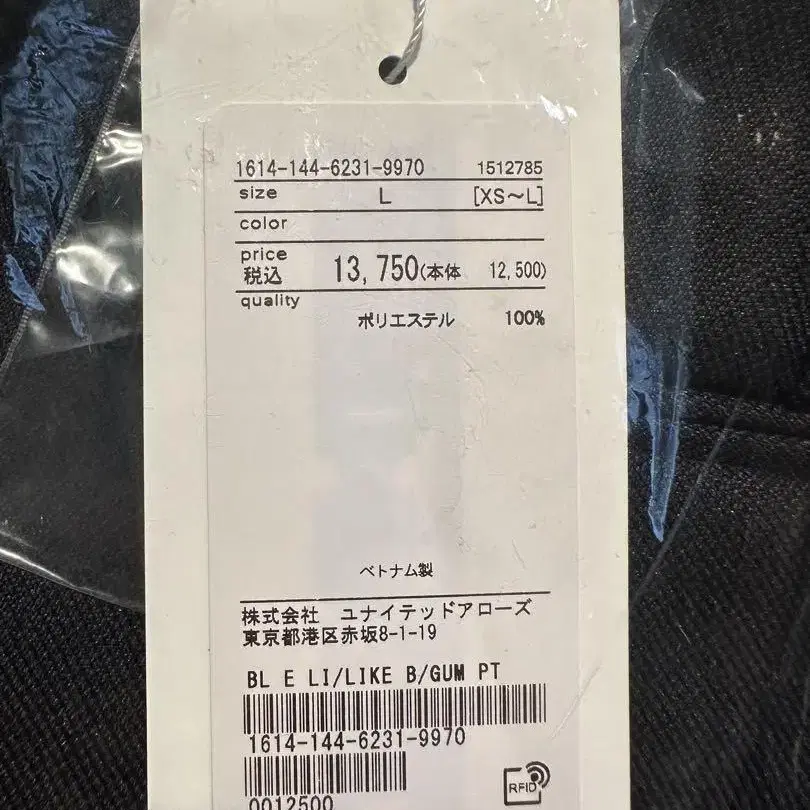 1614-144-6231-9970 1512785
size L [XS~L]
color
price
税込 13,750(本体 12,500)
quality
ポリエステル 100%
ベトナム製
株式会社 ユナイテッドアローズ
東京都港区赤坂8-1-19
BL E LI/LIKE B/GUM PT
1614-144-6231-9970
0012500
RFID